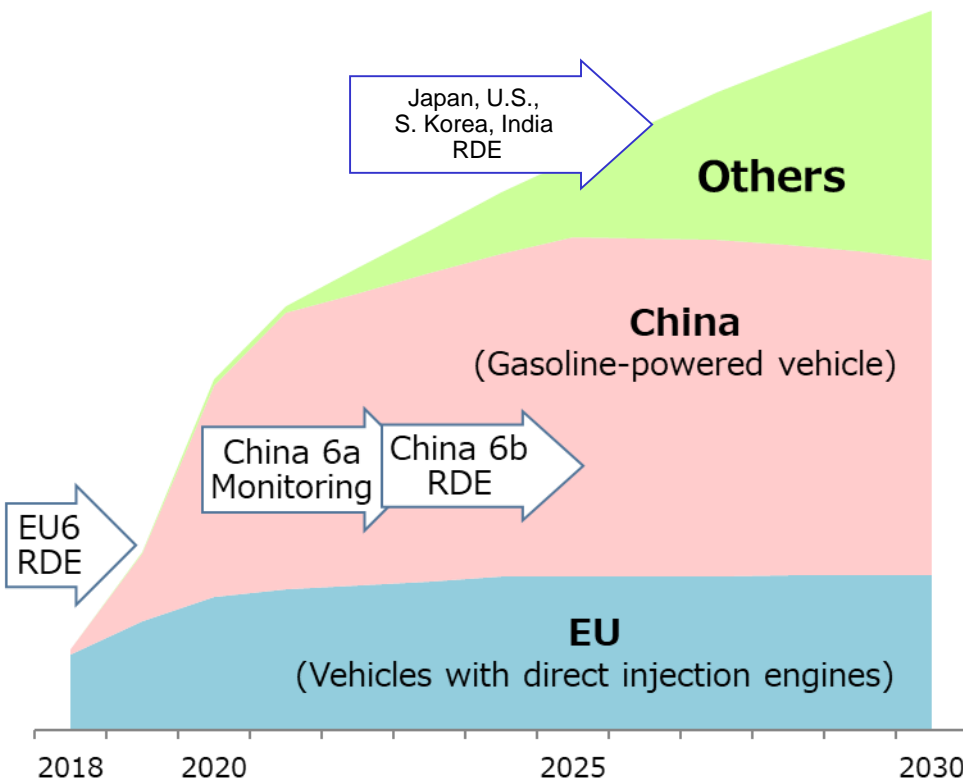 Japan, U.S.,
S. Korea, India
RDE
Others
China
(Gasoline-powered vehicle)
China 6a
Monitoring
China 6b
RDE
EU6
RDE
EU
(Vehicles with direct injection engines)
2018
2020
2025
2030